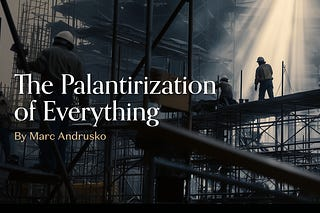 The Palantirization
of Everything
By Marc Andrusko